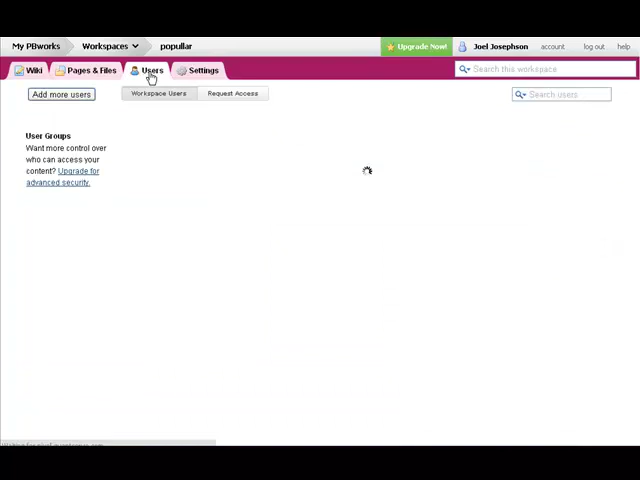 My PBworks Workspaces popullar Upgrade Now! Joel Josephson account log out help
Wiki Pages & Files Users Settings Search this workspace
Add more users Workspace Users Request Access Search users
User Groups
Want more control over
who can access your
content? Upgrade for
advanced security.